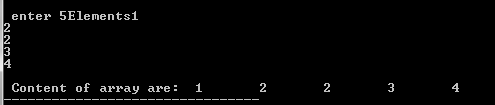 enter 5Elements1
2
2
3
4
Content of array are: 1 2 2 3 4
--------------------------------